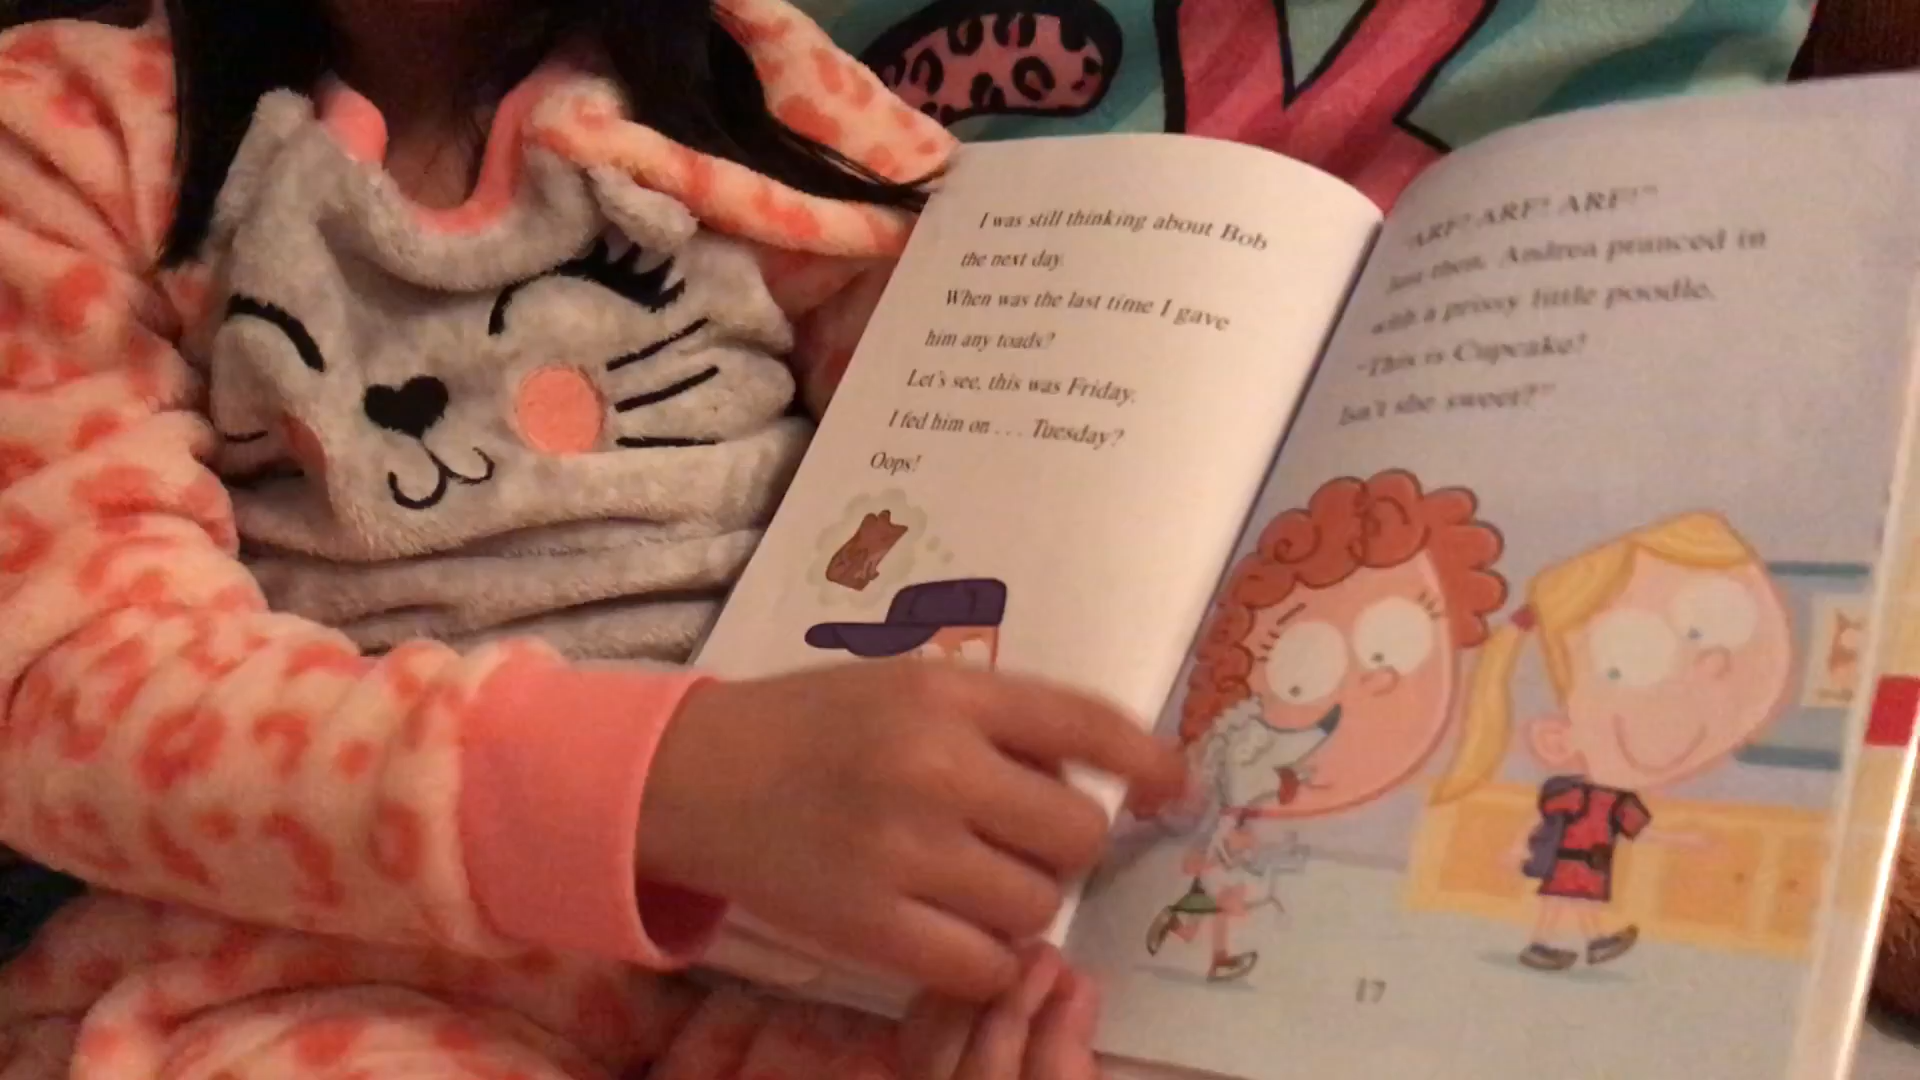 I was still thinking about Bob
the next day.
When was the last time I gave
him any toads?
Let's see, this was Friday.
I fed him on . . . Tuesday?
Oops!
"ARF! ARF! ARF!"
Just then, Andrea pranced in
with a prissy little poodle.
"This is Cupcake!
Isn't she sweet?"
17